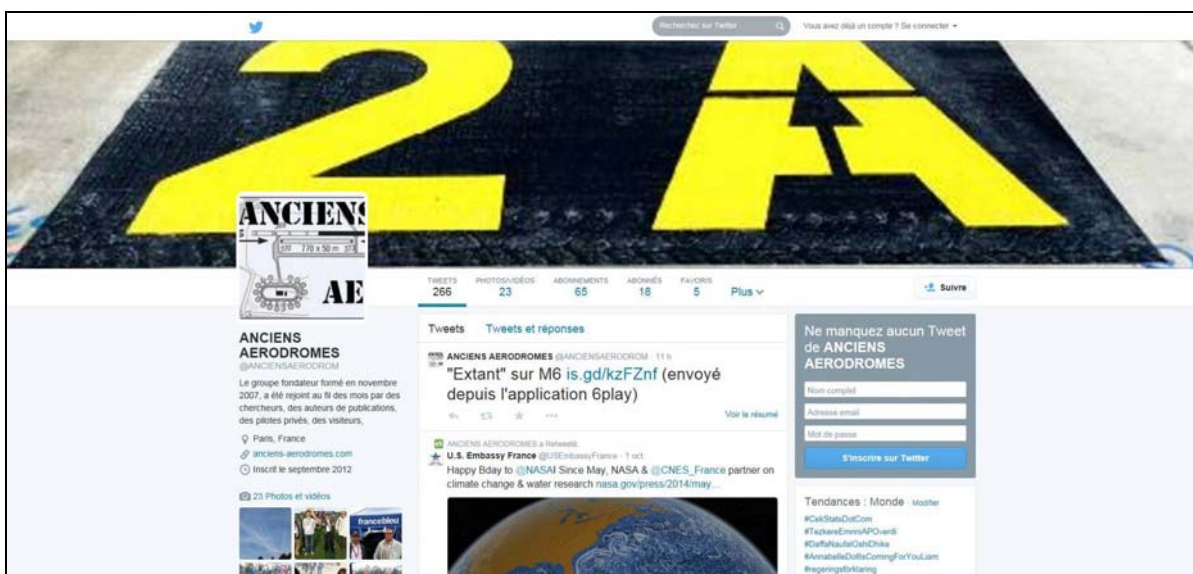 Recherchez sur Twitter
Vous avez déjà un compte ? Se connecter
2 A
ANCIENS
770 x 50 m
AE
TWEETS
266
PHOTOS/VIDÉOS
23
ABONNEMENTS
65
ABONNÉS
18
FAVORIS
5
Plus
Suivre
ANCIENS
AERODROMES
@ANCIENSAERODROM
Le groupe fondateur formé en novembre
2007, a été rejoint au fil des mois par des
chercheurs, des auteurs de publications,
des pilotes privés, des visiteurs,
Paris, France
anciens-aerodromes.com
Inscrit le septembre 2012
23 Photos et vidéos
francebleu
Tweets
Tweets et réponses
ANCIENS AERODROMES @ANCIENSAERODROM · 11 h
"Extant" sur M6 is.gd/kzFZnf (envoyé
depuis l'application 6play)
Voir le résumé
ANCIENS AERODROMES a Retweeté
U.S. Embassy France @USEmbassyFrance · 1 oct.
Happy Bday to @NASA! Since May, NASA & @CNES_France partner on
climate change & water research nasa.gov/press/2014/may...
Ne manquez aucun Tweet
de ANCIENS
AERODROMES
Nom complet
Adresse email
Mot de passe
S'inscrire sur Twitter
Tendances : Monde · Modifier
#CekStatsDotCom
#TezkereEmriniAPOverdi
#DaffaNaufalOshiDhike
#AnnabelleDollIsComingForYouLiam
#regeringsförklaring